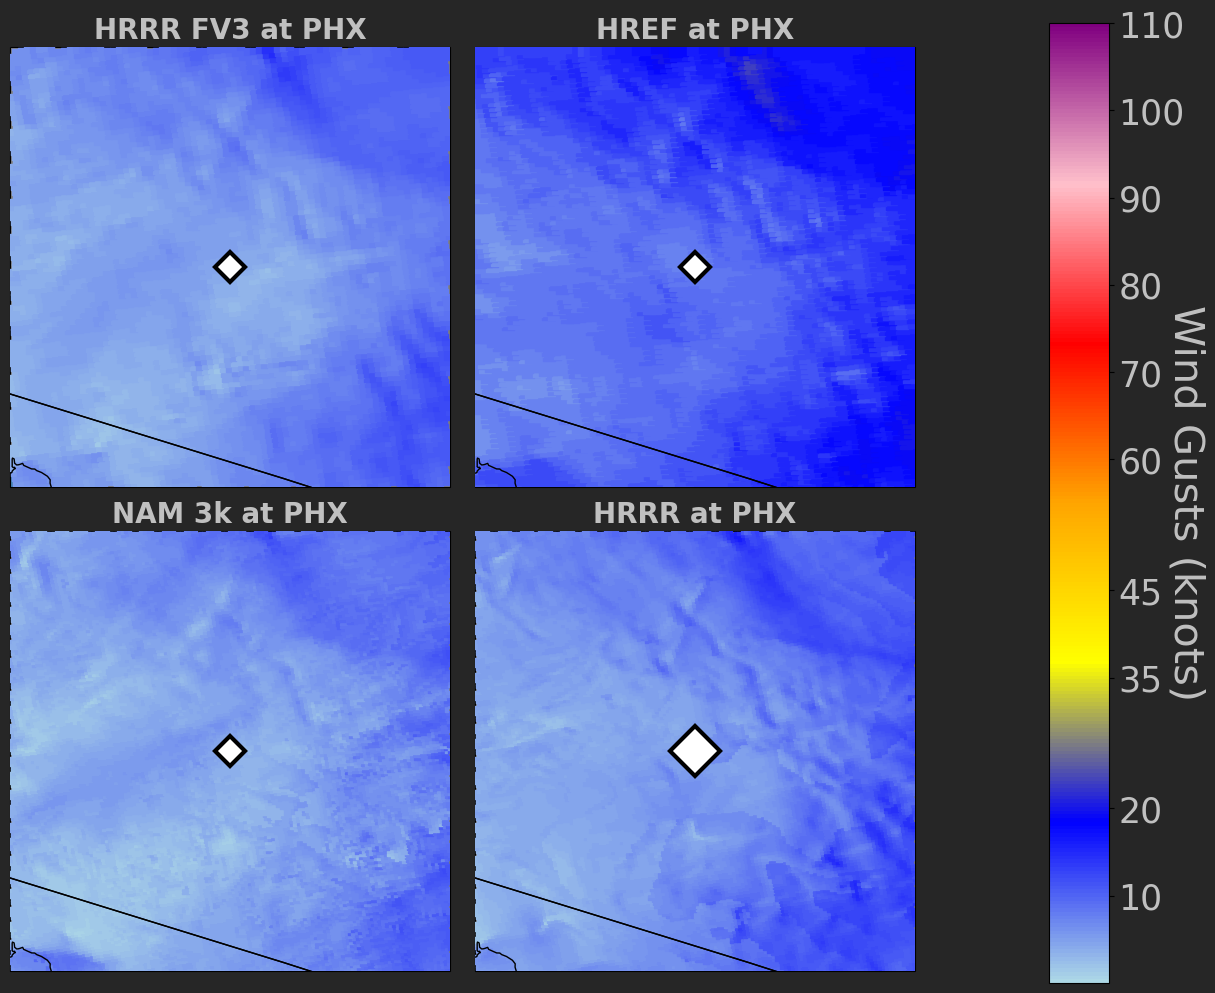 HRRR FV3 at PHX
HREF at PHX
NAM 3k at PHX
HRRR at PHX
110
100
90
80
70
60
45
35
20
10
Wind Gusts (knots)